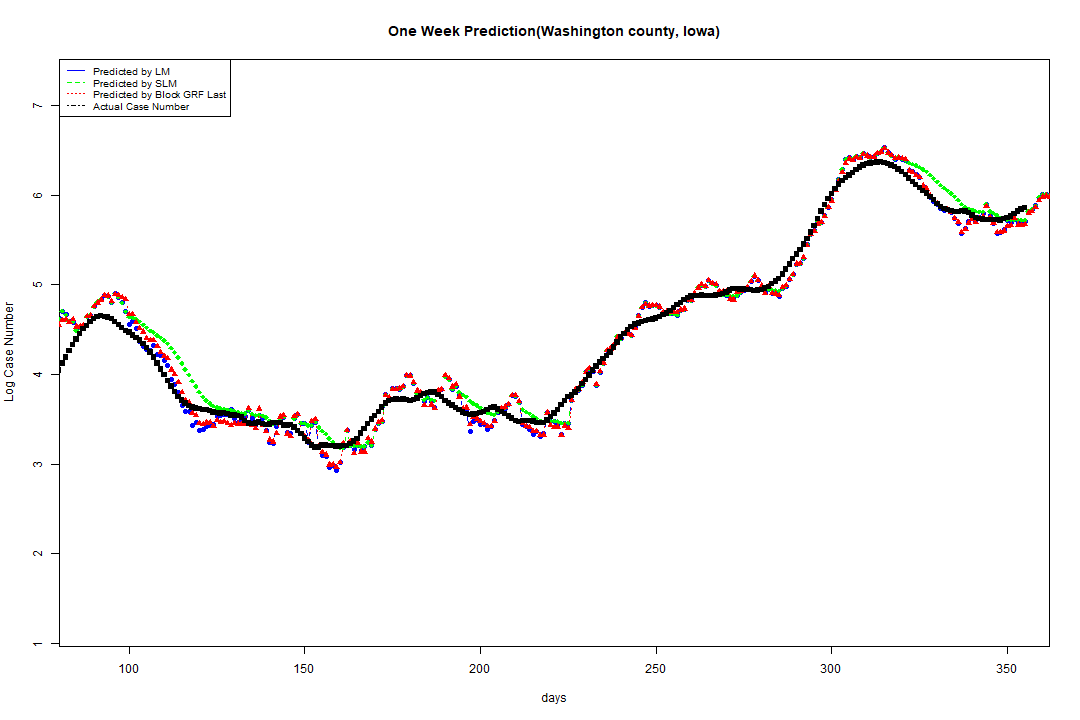 One Week Prediction(Washington county, Iowa)
Predicted by LM
Predicted by SLM
Predicted by Block GRF Last
Actual Case Number
7
6
5
4
3
2
1
Log Case Number
100 150 200 250 300 350
days